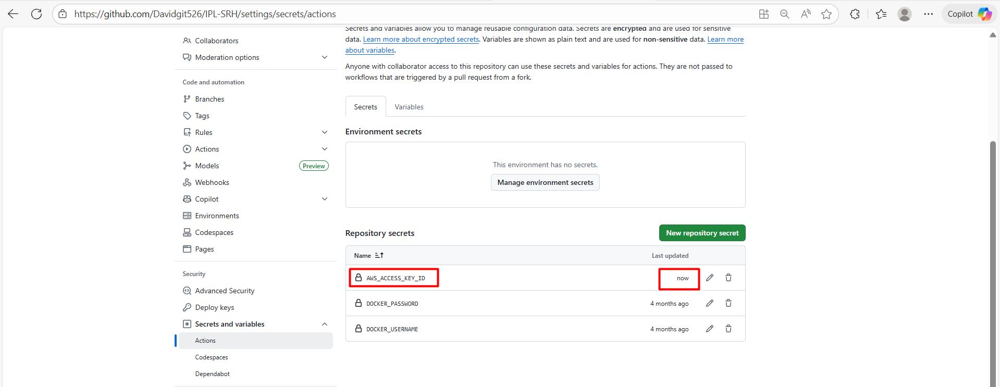 https://github.com/Davidgit526/IPL-SRH/settings/secrets/actions
Copilot
Collaborators
Moderation options
Code and automation
Branches
Tags
Rules
Actions
Models
Preview
Webhooks
Copilot
Environments
Codespaces
Pages
Security
Advanced Security
Deploy keys
Secrets and variables
Actions
Codespaces
Dependabot
Secrets and variables allow you to manage reusable configuration data. Secrets are encrypted and are used for sensitive
data. Learn more about encrypted secrets. Variables are shown as plain text and are used for non-sensitive data. Learn more
about variables.
Anyone with collaborator access to this repository can use these secrets and variables for actions. They are not passed to
workflows that are triggered by a pull request from a fork.
Secrets Variables
Environment secrets
This environment has no secrets.
Manage environment secrets
Repository secrets New repository secret
Name Last updated
AWS_ACCESS_KEY_ID now
DOCKER_PASSWORD 4 months ago
DOCKER_USERNAME 4 months ago